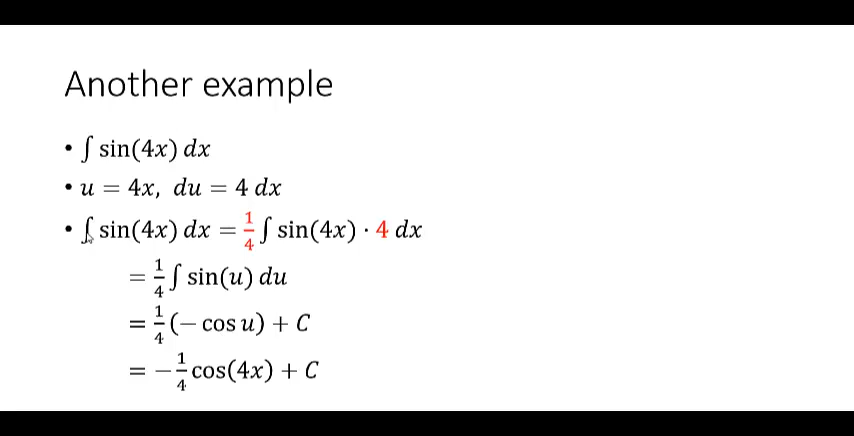 Another example
• ∫ sin(4x) dx
• u = 4x, du = 4 dx
• ∫ sin(4x) dx = 1/4 ∫ sin(4x) · 4 dx
= 1/4 ∫ sin(u) du
= 1/4 (− cos u) + C
= − 1/4 cos(4x) + C